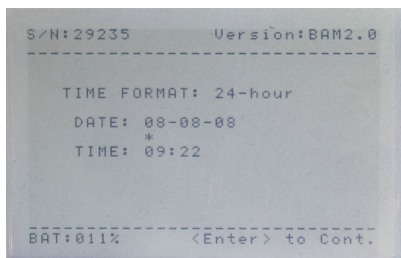 S/N:29235 Version:BAM2.0
TIME FORMAT: 24-hour
DATE: 08-08-08
*
TIME: 09:22
BAT:011% <Enter> to Cont.